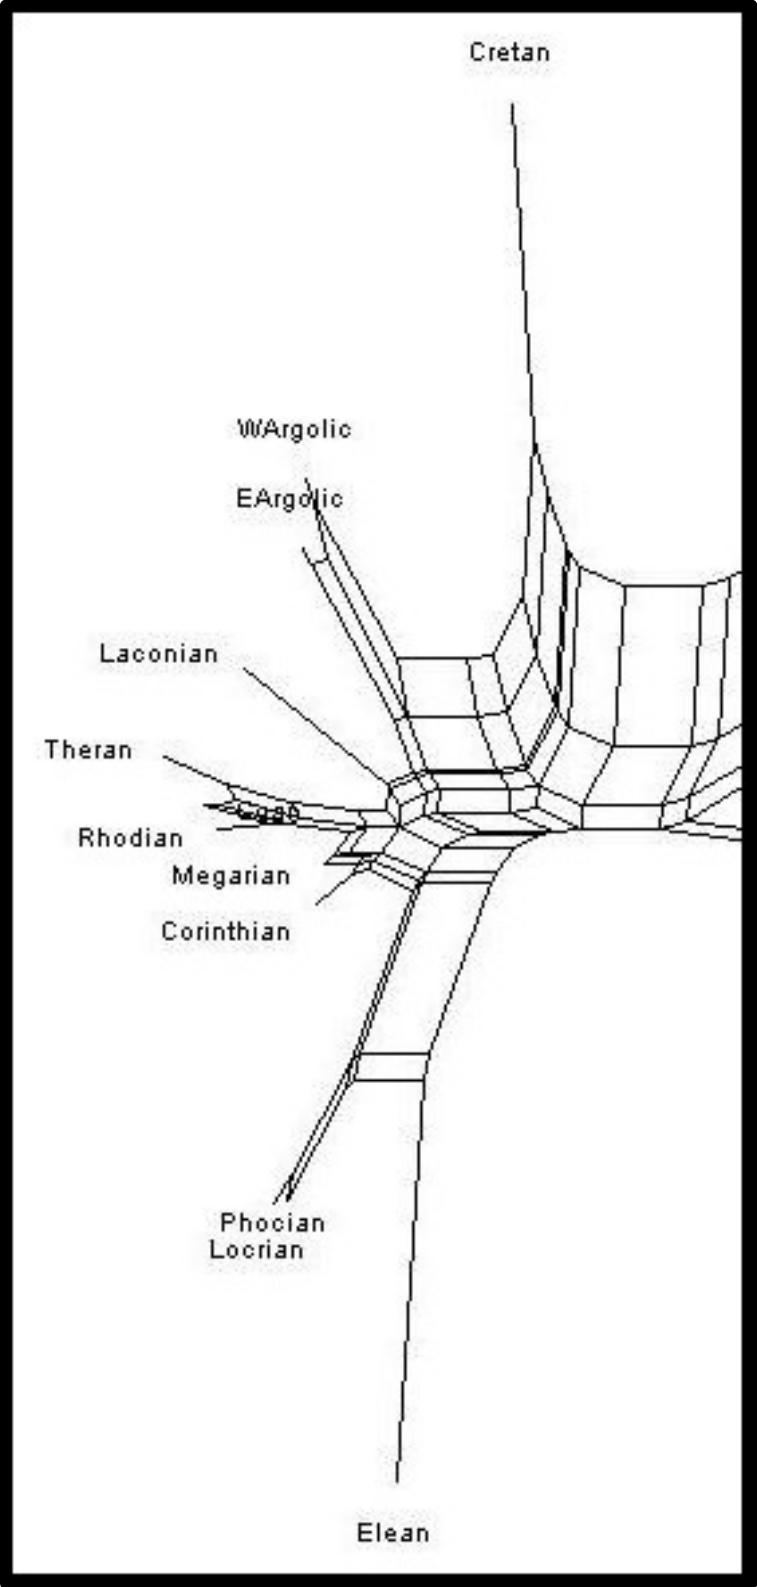 Cretan
WArgolic
EArgolic
Laconian
Theran
Rhodian
Megarian
Corinthian
Phocian
Locrian
Elean